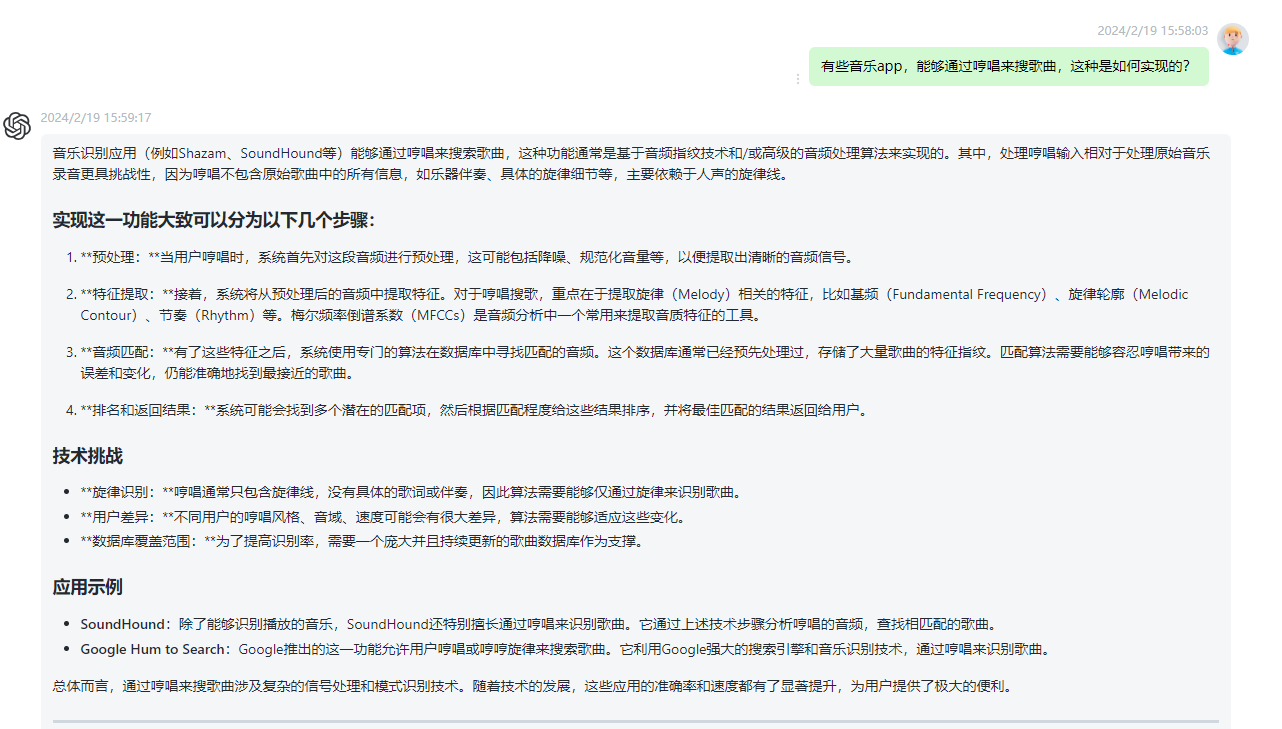 2024/2/19 15:58:03
有些音乐app，能够通过哼唱来搜歌曲，这种是如何实现的？
2024/2/19 15:59:17
音乐识别应用（例如Shazam、SoundHound等）能够通过哼唱来搜索歌曲，这种功能通常是基于音频指纹技术和/或高级的音频处理算法来实现的。其中，处理哼唱输入相对于处理原始音乐
录音更具挑战性，因为哼唱不包含原始歌曲中的所有信息，如乐器伴奏、具体的旋律细节等，主要依赖于人声的旋律线。
实现这一功能大致可以分为以下几个步骤：
1. **预处理：**当用户哼唱时，系统首先对这段音频进行预处理，这可能包括降噪、规范化音量等，以便提取出清晰的音频信号。
2. **特征提取：**接着，系统将从预处理后的音频中提取特征。对于哼唱搜歌，重点在于提取旋律（Melody）相关的特征，比如基频（Fundamental Frequency）、旋律轮廓（Melodic
Contour）、节奏（Rhythm）等。梅尔频率倒谱系数（MFCCs）是音频分析中一个常用来提取音质特征的工具。
3. **音频匹配：**有了这些特征之后，系统使用专门的算法在数据库中寻找匹配的音频。这个数据库通常已经预先处理过，存储了大量歌曲的特征指纹。匹配算法需要能够容忍哼唱带来的
误差和变化，仍能准确地找到最接近的歌曲。
4. **排名和返回结果：**系统可能会找到多个潜在的匹配项，然后根据匹配程度给这些结果排序，并将最佳匹配的结果返回给用户。
技术挑战
• **旋律识别：**哼唱通常只包含旋律线，没有具体的歌词或伴奏，因此算法需要能够仅通过旋律来识别歌曲。
• **用户差异：**不同用户的哼唱风格、音域、速度可能会有很大差异，算法需要能够适应这些变化。
• **数据库覆盖范围：**为了提高识别率，需要一个庞大并且持续更新的歌曲数据库作为支撑。
应用示例
• SoundHound：除了能够识别播放的音乐，SoundHound还特别擅长通过哼唱来识别歌曲。它通过上述技术步骤分析哼唱的音频，查找相匹配的歌曲。
• Google Hum to Search：Google推出的这一功能允许用户哼唱或哼哼旋律来搜索歌曲。它利用Google强大的搜索引擎和音乐识别技术，通过哼唱来识别歌曲。
总体而言，通过哼唱来搜歌曲涉及复杂的信号处理和模式识别技术。随着技术的发展，这些应用的准确率和速度都有了显著提升，为用户提供了极大的便利。